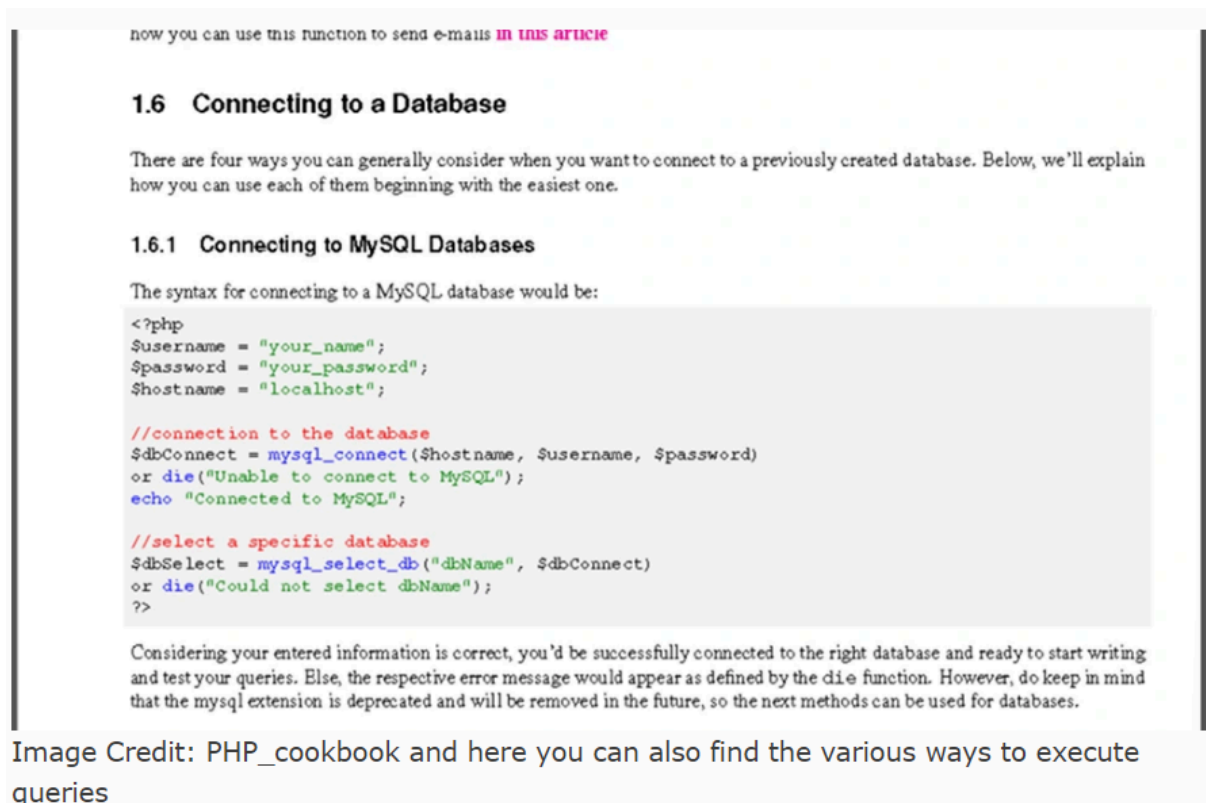 how you can use this function to send e-mails in this article
1.6 Connecting to a Database
There are four ways you can generally consider when you want to connect to a previously created database. Below, we'll explain
how you can use each of them beginning with the easiest one.
1.6.1 Connecting to MySQL Databases
The syntax for connecting to a MySQL database would be:
<?php
$username = "your_name";
$password = "your_password";
$hostname = "localhost";
//connection to the database
$dbConnect = mysql_connect($hostname, $username, $password)
or die("Unable to connect to MySQL");
echo "Connected to MySQL";
//select a specific database
$dbSelect = mysql_select_db("dbName", $dbConnect)
or die("Could not select dbName");
?>
Considering your entered information is correct, you'd be successfully connected to the right database and ready to start writing
and test your queries. Else, the respective error message would appear as defined by the die function. However, do keep in mind
that the mysql extension is deprecated and will be removed in the future, so the next methods can be used for databases.
Image Credit: PHP_cookbook and here you can also find the various ways to execute
queries